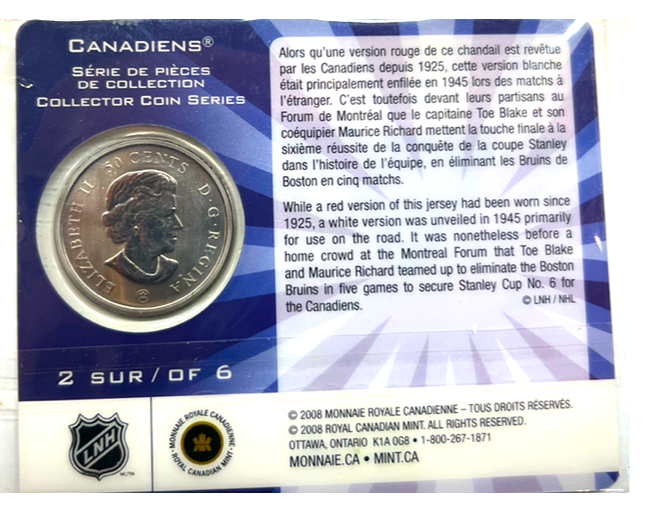 CANADIENS®
SÉRIE DE PIÈCES
DE COLLECTION
COLLECTOR COIN SERIES
ELIZABETH II 50 CENTS D·G·REGINA
2 SUR/OF 6
Alors qu'une version rouge de ce chandail est revêtue
par les Canadiens depuis 1925, cette version blanche
était principalement enfilée en 1945 lors des matchs à
l'étranger. C'est toutefois devant leurs partisans au
Forum de Montréal que le capitaine Toe Blake et son
coéquipier Maurice Richard mettent la touche finale à la
sixième réussite de la conquête de la coupe Stanley
dans l'histoire de l'équipe, en éliminant les Bruins de
Boston en cinq matchs.
While a red version of this jersey had been worn since
1925, a white version was unveiled in 1945 primarily
for use on the road. It was nonetheless before a
home crowd at the Montreal Forum that Toe Blake
and Maurice Richard teamed up to eliminate the Boston
Bruins in five games to secure Stanley Cup No. 6 for
the Canadiens.
© LNH / NHL
LNH
MONNAIE ROYALE CANADIENNE
ROYAL CANADIAN MINT
© 2008 MONNAIE ROYALE CANADIENNE – TOUS DROITS RÉSERVÉS.
© 2008 ROYAL CANADIAN MINT. ALL RIGHTS RESERVED.
OTTAWA, ONTARIO K1A 0G8 • 1-800-267-1871
MONNAIE.CA • MINT.CA